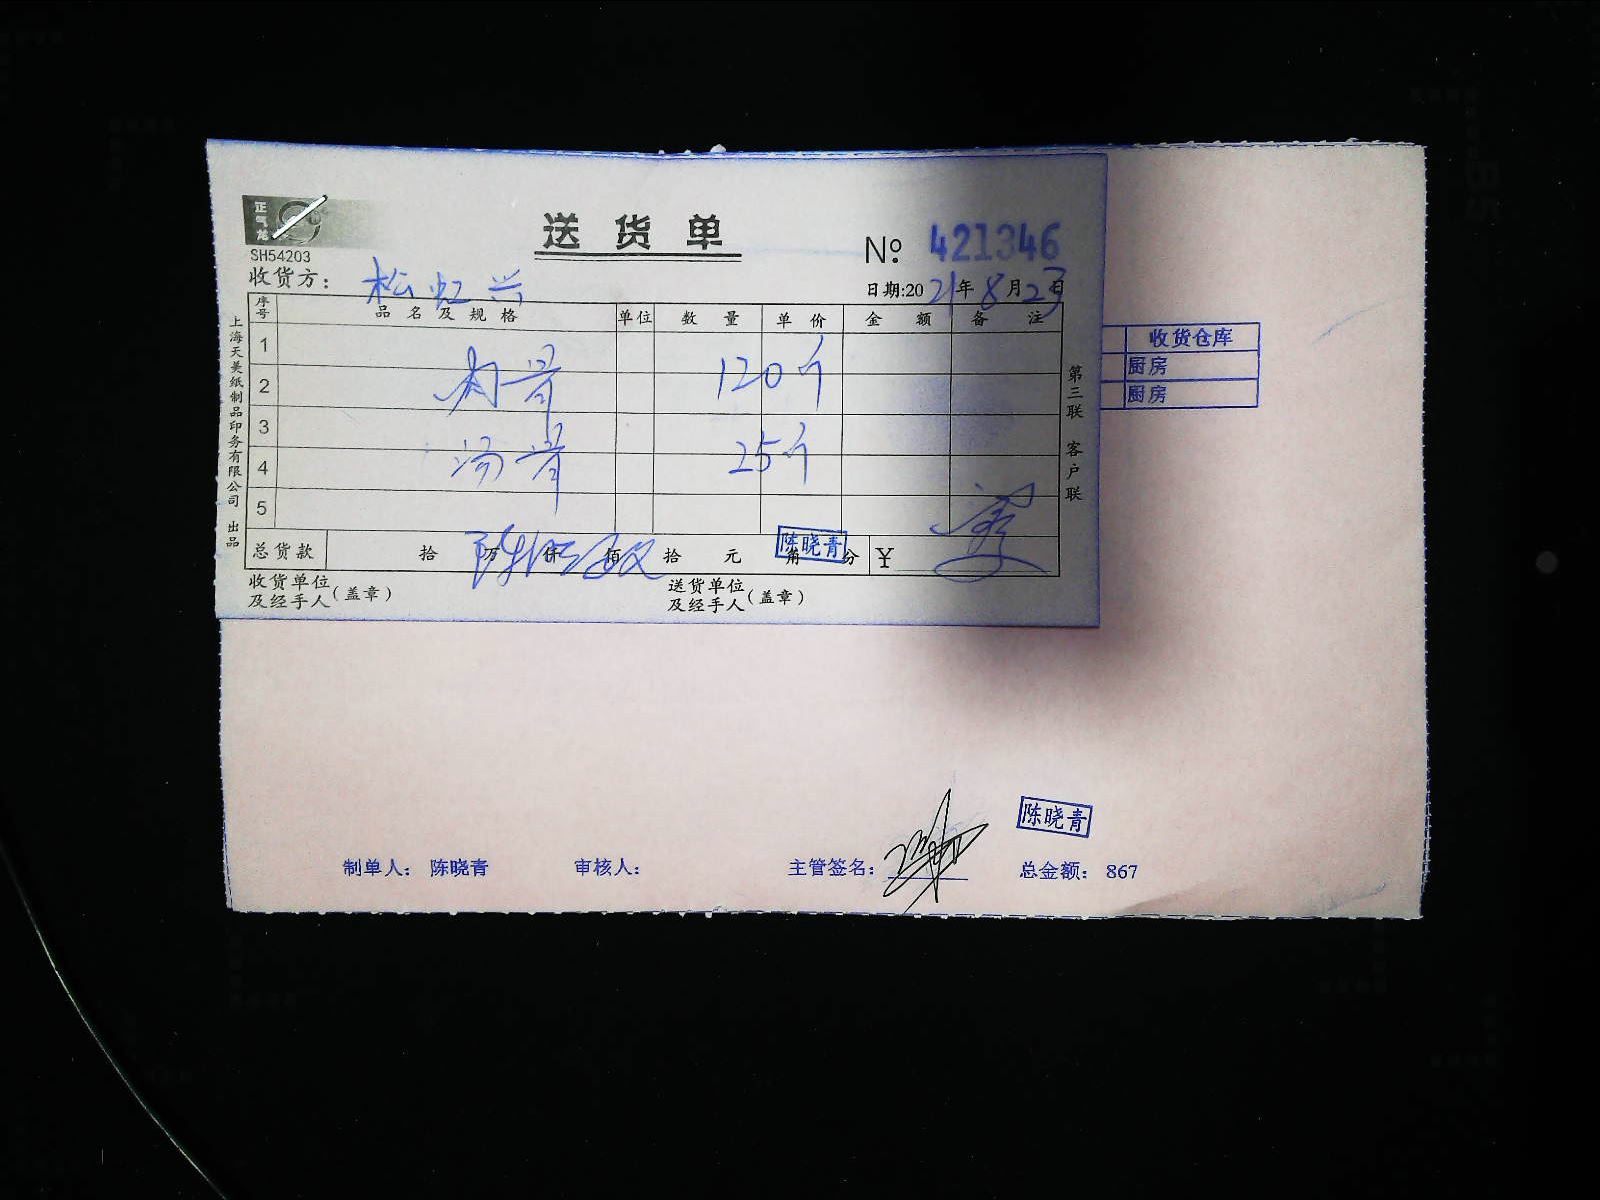 正气龙
SH54203
送货单
№ 421346
收货方: 松虹兴
日期:2021年8月23日
序号 品名及规格 单位 数量 单价 金额 备注
1
2 肉骨 120斤
3
4 汤骨 25斤
5
总货款 拾 万 仟 佰 拾 元 角 分 ¥
陈晓青
收货单位及经手人(盖章)
送货单位及经手人(盖章)
上海天美纸制品印务有限公司 出品
第三联 客户联
收货仓库
厨房
厨房
陈晓青
制单人: 陈晓青 审核人: 主管签名: 总金额: 867